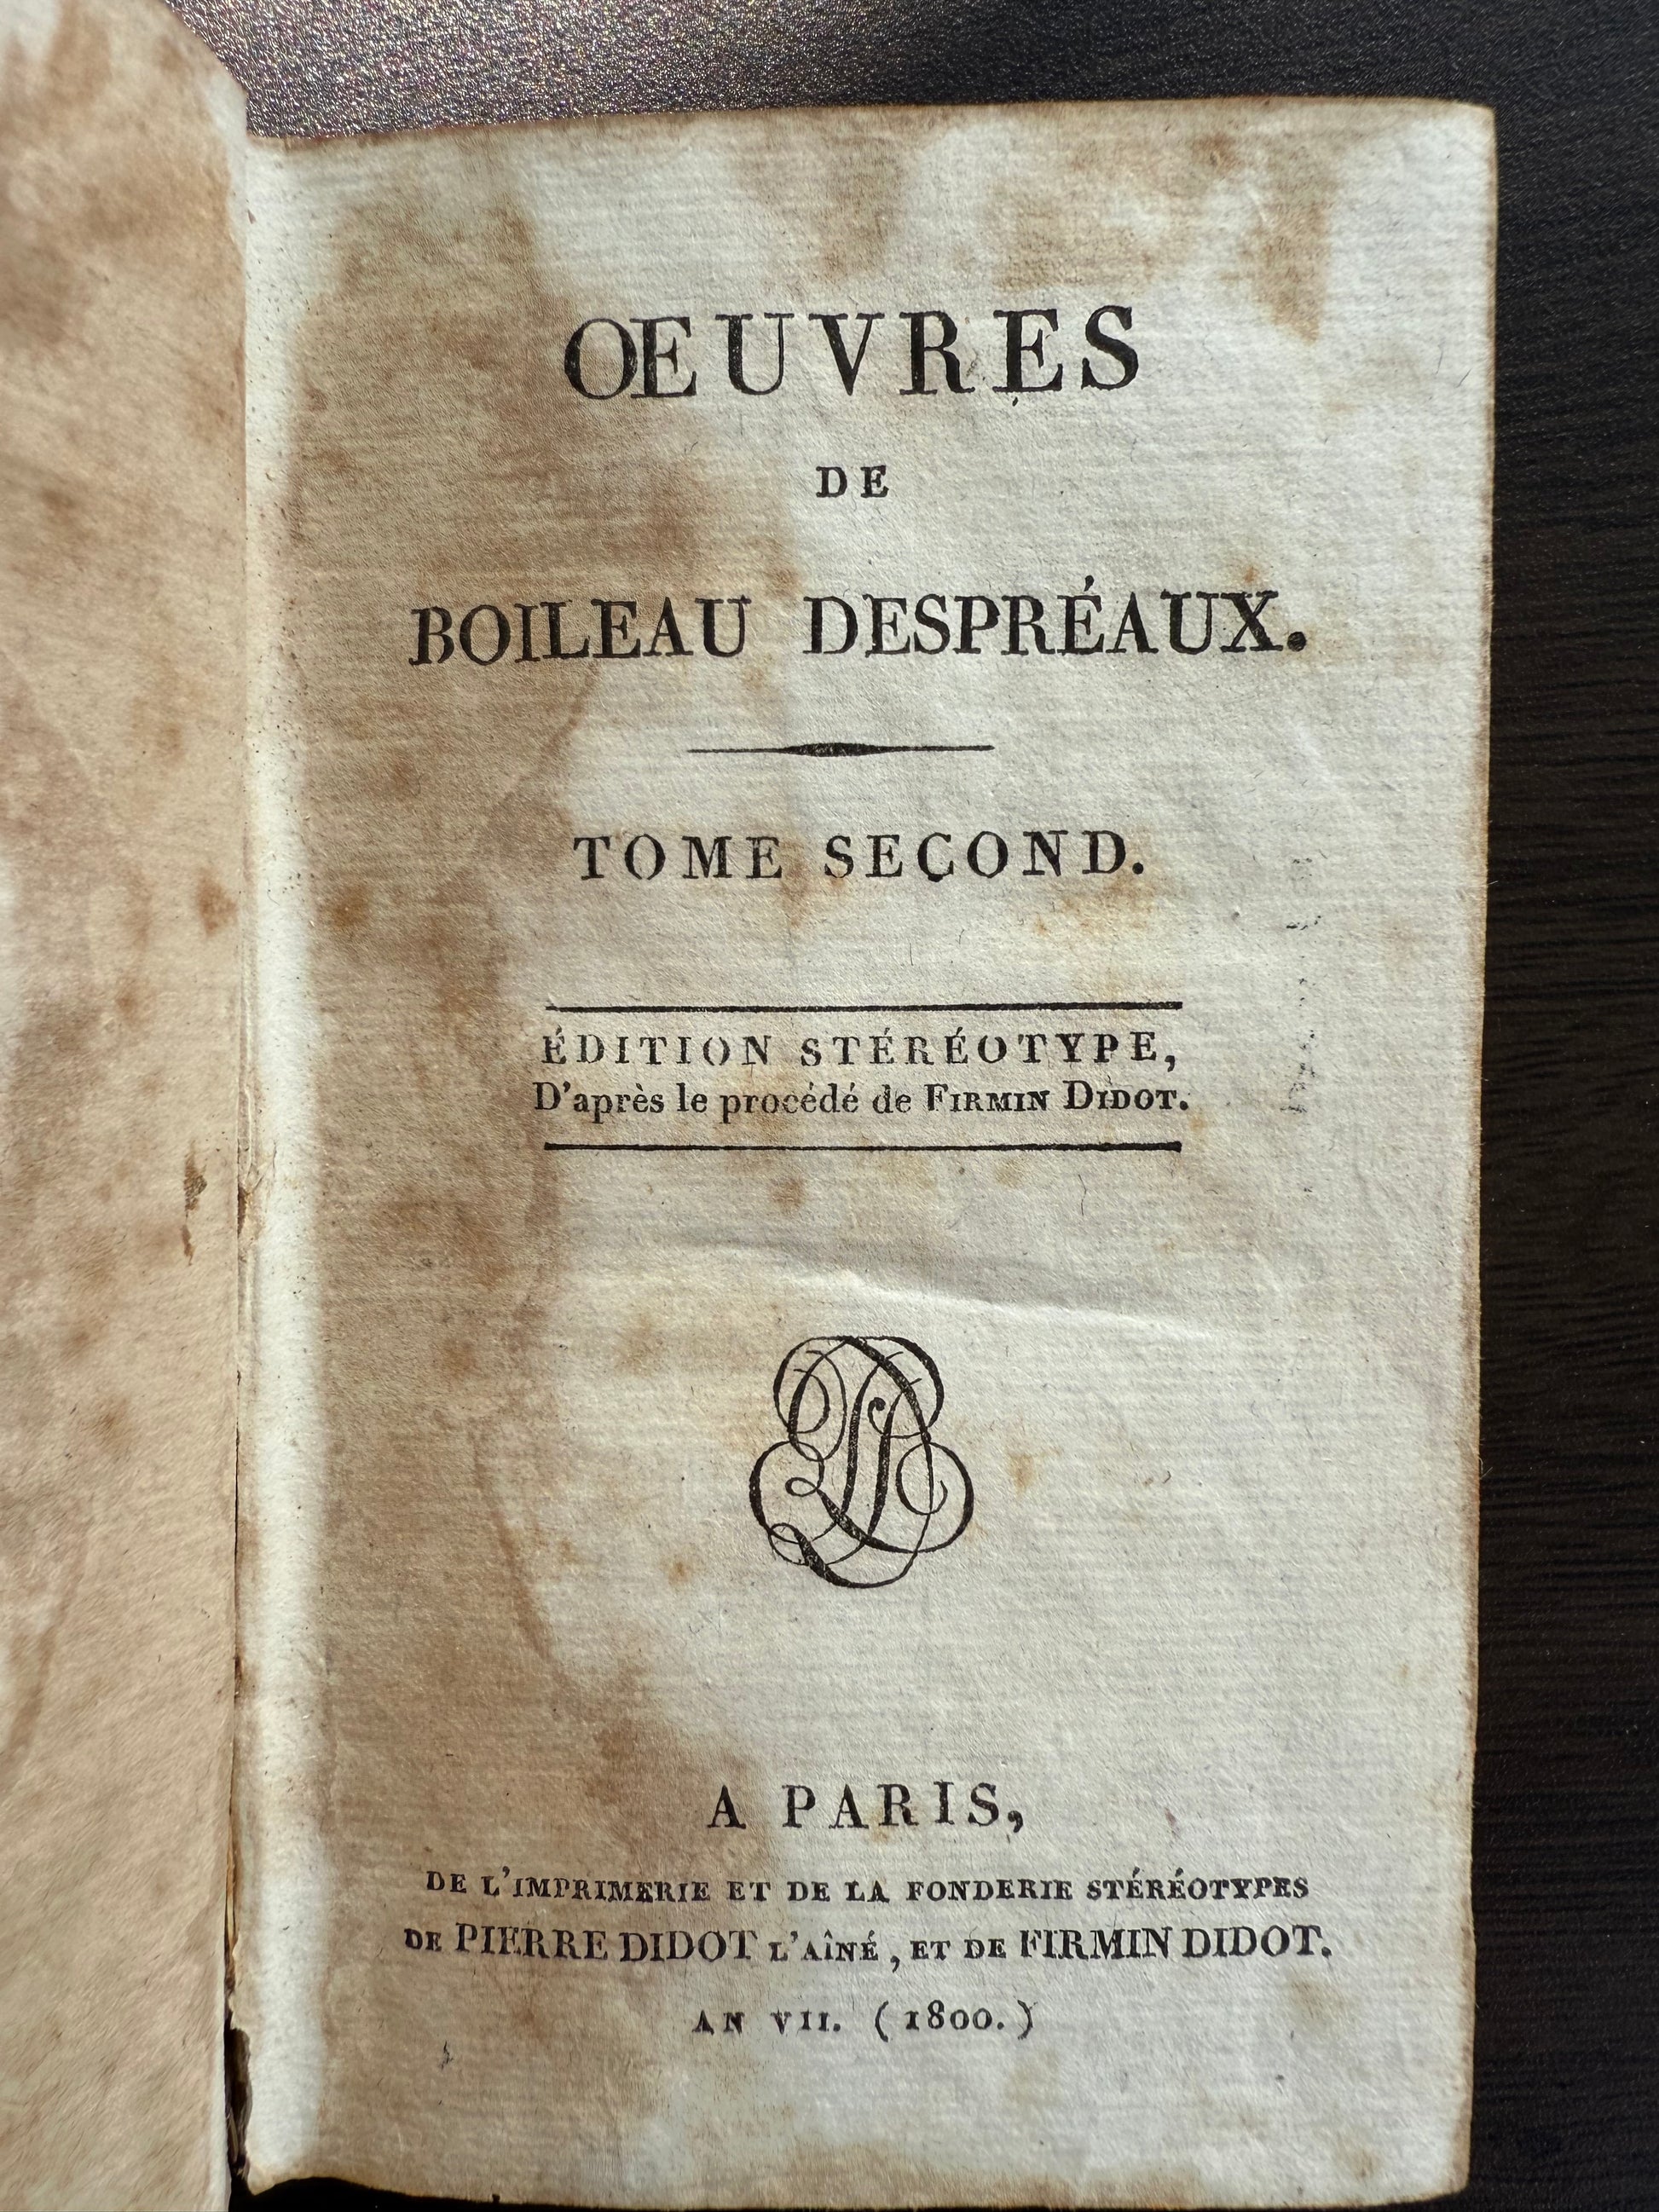 OEUVRES
DE
BOILEAU DESPRÉAUX.
TOME SECOND.
ÉDITION STÉRÉOTYPE,
D'après le procédé de FIRMIN DIDOT.
A PARIS,
DE L'IMPRIMERIE ET DE LA FONDERIE STÉRÉOTYPES
DE PIERRE DIDOT L'AÎNÉ, ET DE FIRMIN DIDOT.
AN VII. (1800.)